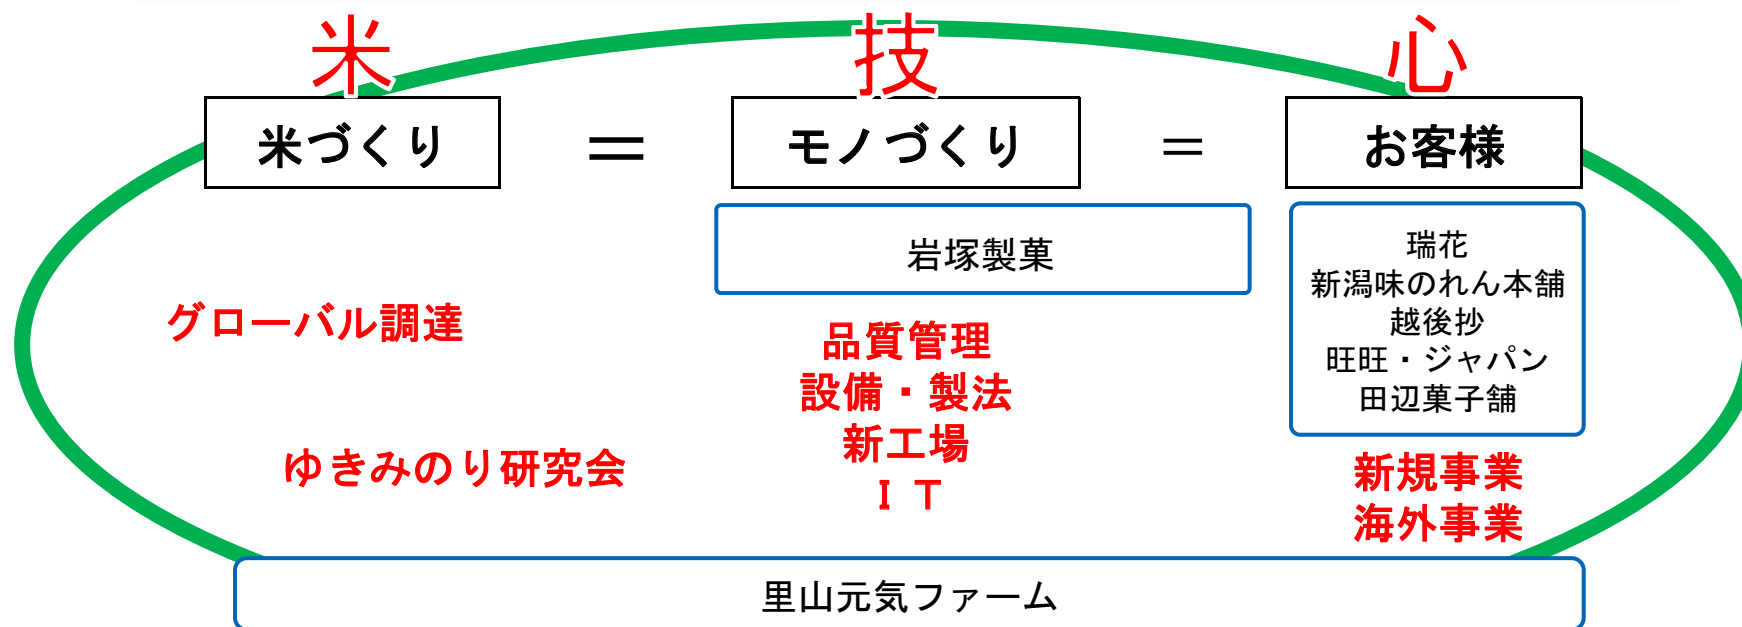 米 技 心
米づくり ＝ モノづくり ＝ お客様
岩塚製菓
瑞花
新潟味のれん本舗
越後抄
旺旺・ジャパン
田辺菓子舗
グローバル調達
ゆきみのり研究会
品質管理
設備・製法
新工場
ＩＴ
新規事業
海外事業
里山元気ファーム